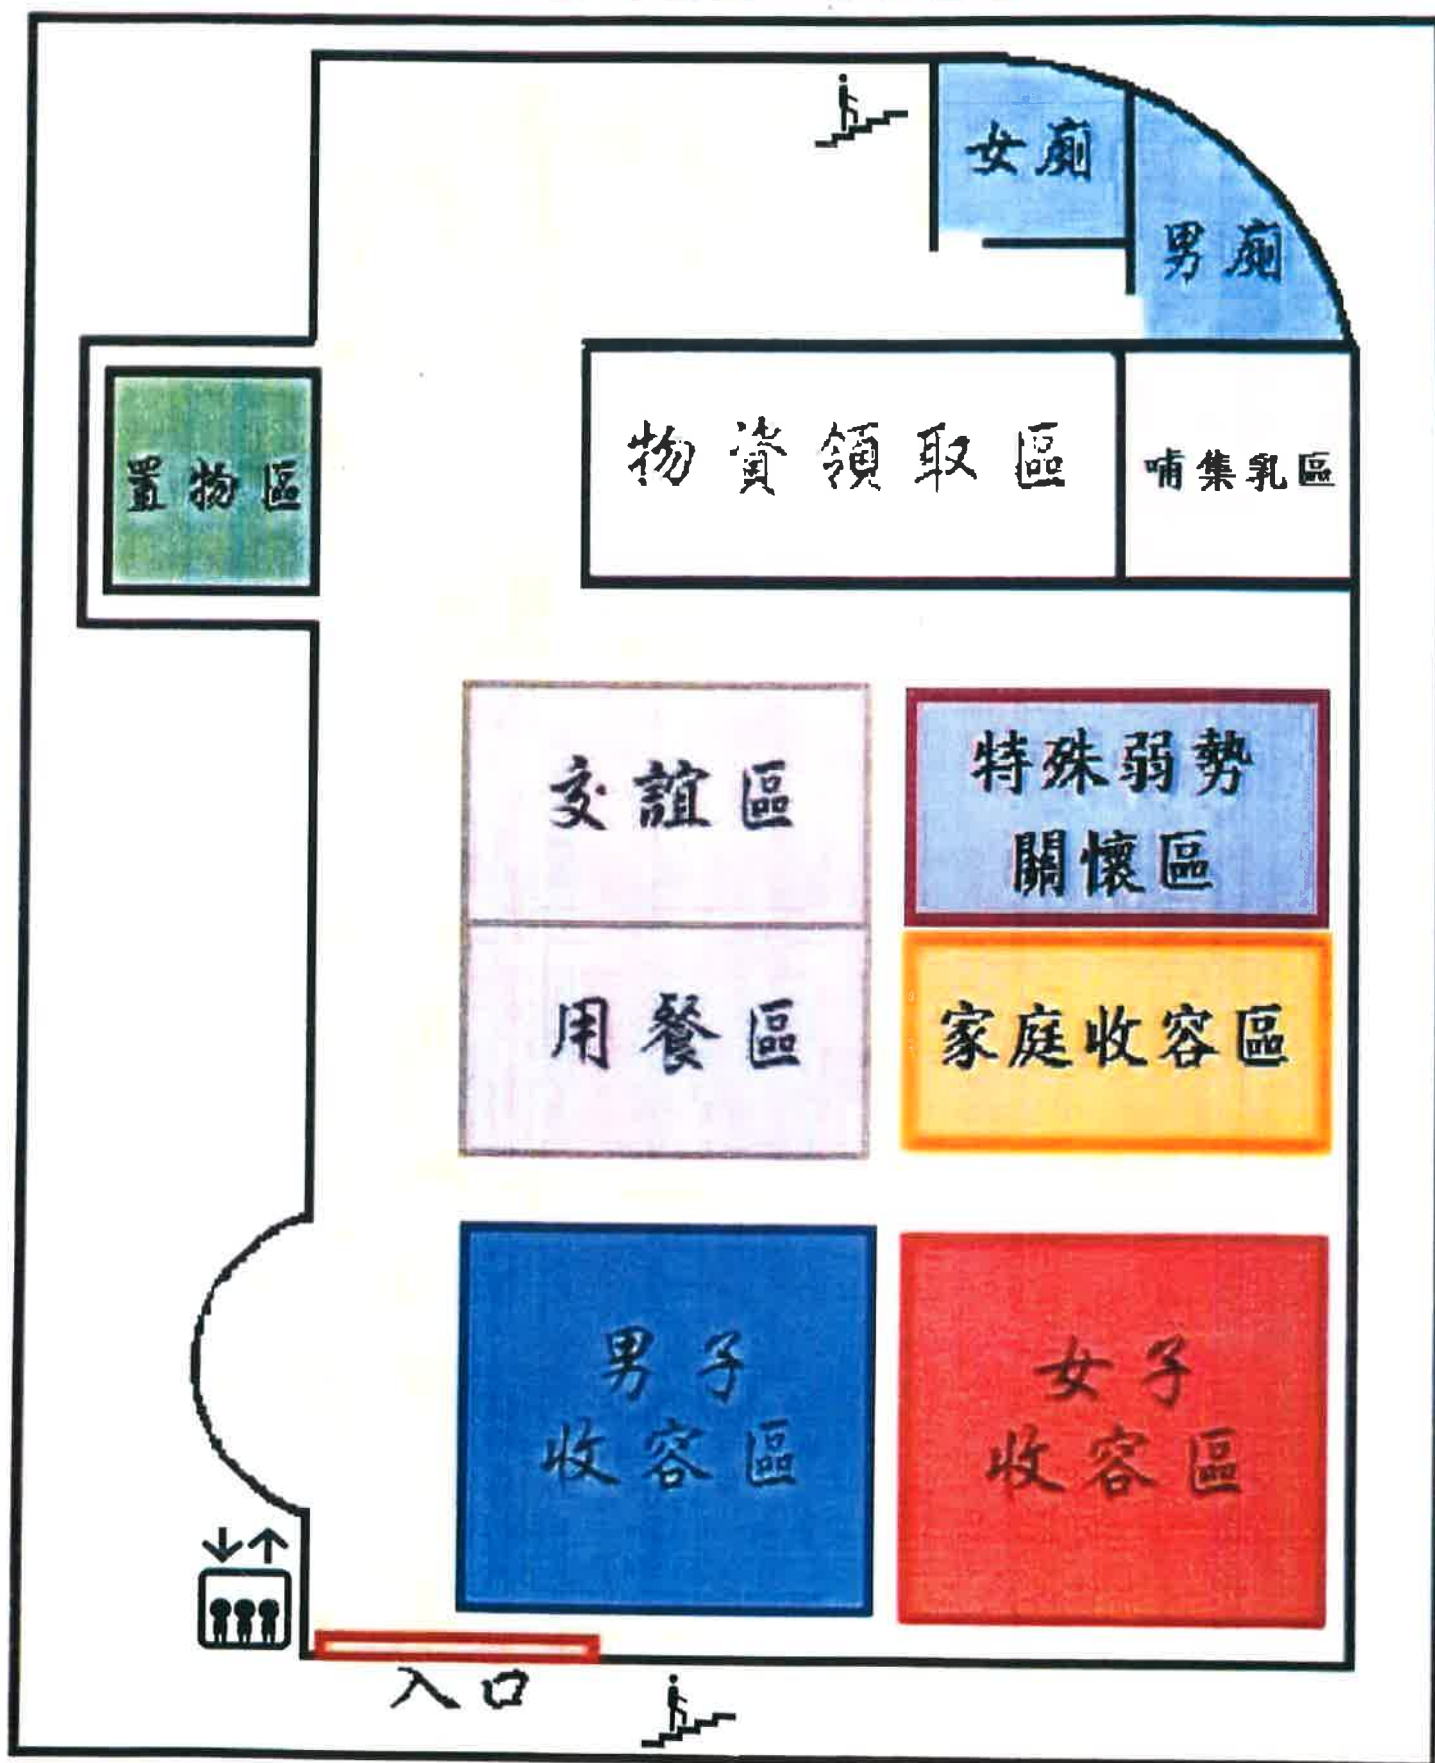 女廁
男廁
置物區
物資領取區
哺集乳區
交誼區
特殊弱勢
關懷區
用餐區
家庭收容區
男子
收容區
女子
收容區
入口